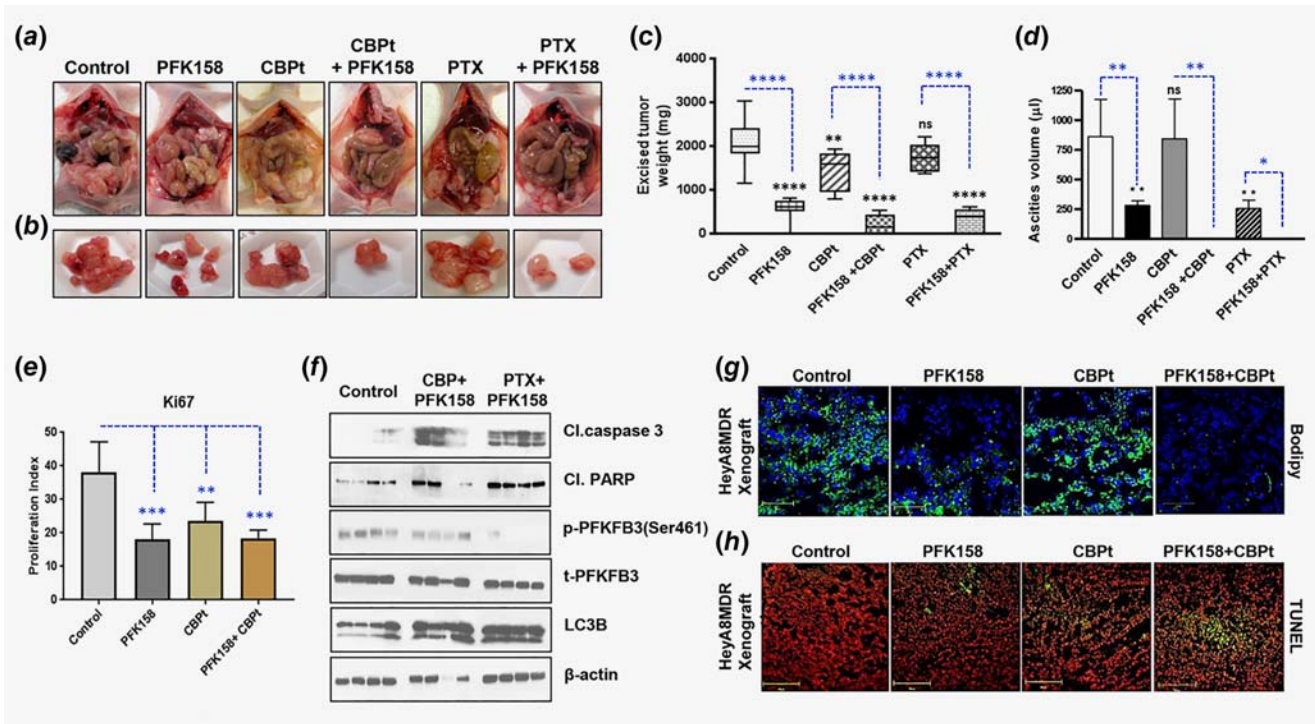 (a)
Control PFK158 CBPt CBPt + PFK158 PTX PTX + PFK158
(b)
(c)
Excised tumor
weight (mg)
4000
3000
2000
1000
0
****
****
****
****
**
****
ns
****
Control
PFK158
CBPt
PFK158 +CBPt
PTX
PFK158+PTX
(d)
Ascities volume (µl)
1250
1000
750
500
250
0
**
**
ns
*
**
**
Control
PFK158
CBPt
PFK158 +CBPt
PTX
PFK158+PTX
(e)
Ki67
Proliferation Index
50
40
30
20
10
0
***
**
***
Control
PFK158
CBPt
PFK158+ CBPt
(f)
Control CBP+ PFK158 PTX+ PFK158
Cl.caspase 3
Cl. PARP
p-PFKFB3(Ser461)
t-PFKFB3
LC3B
β-actin
(g)
Control PFK158 CBPt PFK158+CBPt
HeyA8MDR
Xenograft
Bodipy
(h)
Control PFK158 CBPt PFK158+CBPt
HeyA8MDR
Xenograft
TUNEL